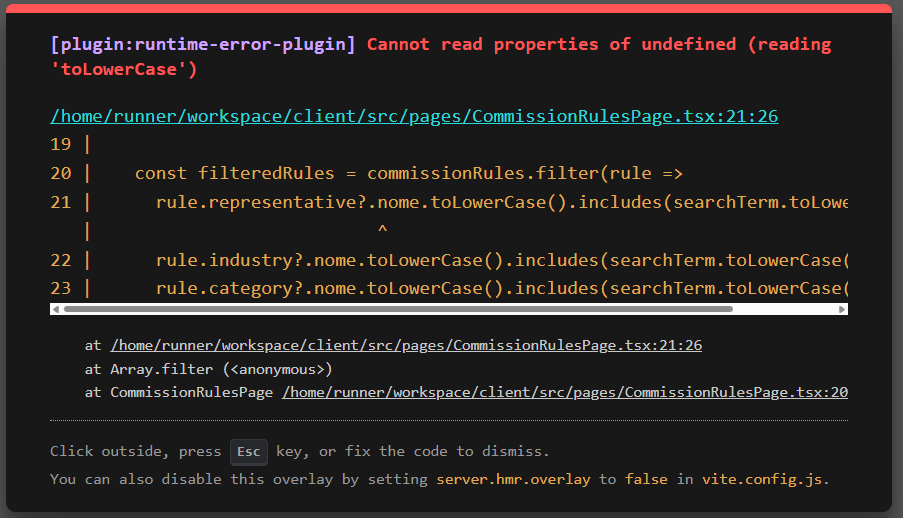 [plugin:runtime-error-plugin] Cannot read properties of undefined (reading
'toLowerCase')
/home/runner/workspace/client/src/pages/CommissionRulesPage.tsx:21:26
19 |
20 |    const filteredRules = commissionRules.filter(rule =>
21 |      rule.representative?.nome.toLowerCase().includes(searchTerm.toLowe
   |                           ^
22 |      rule.industry?.nome.toLowerCase().includes(searchTerm.toLowerCase(
23 |      rule.category?.nome.toLowerCase().includes(searchTerm.toLowerCase(
at /home/runner/workspace/client/src/pages/CommissionRulesPage.tsx:21:26
at Array.filter (<anonymous>)
at CommissionRulesPage /home/runner/workspace/client/src/pages/CommissionRulesPage.tsx:20
Click outside, press Esc key, or fix the code to dismiss.
You can also disable this overlay by setting server.hmr.overlay to false in vite.config.js.